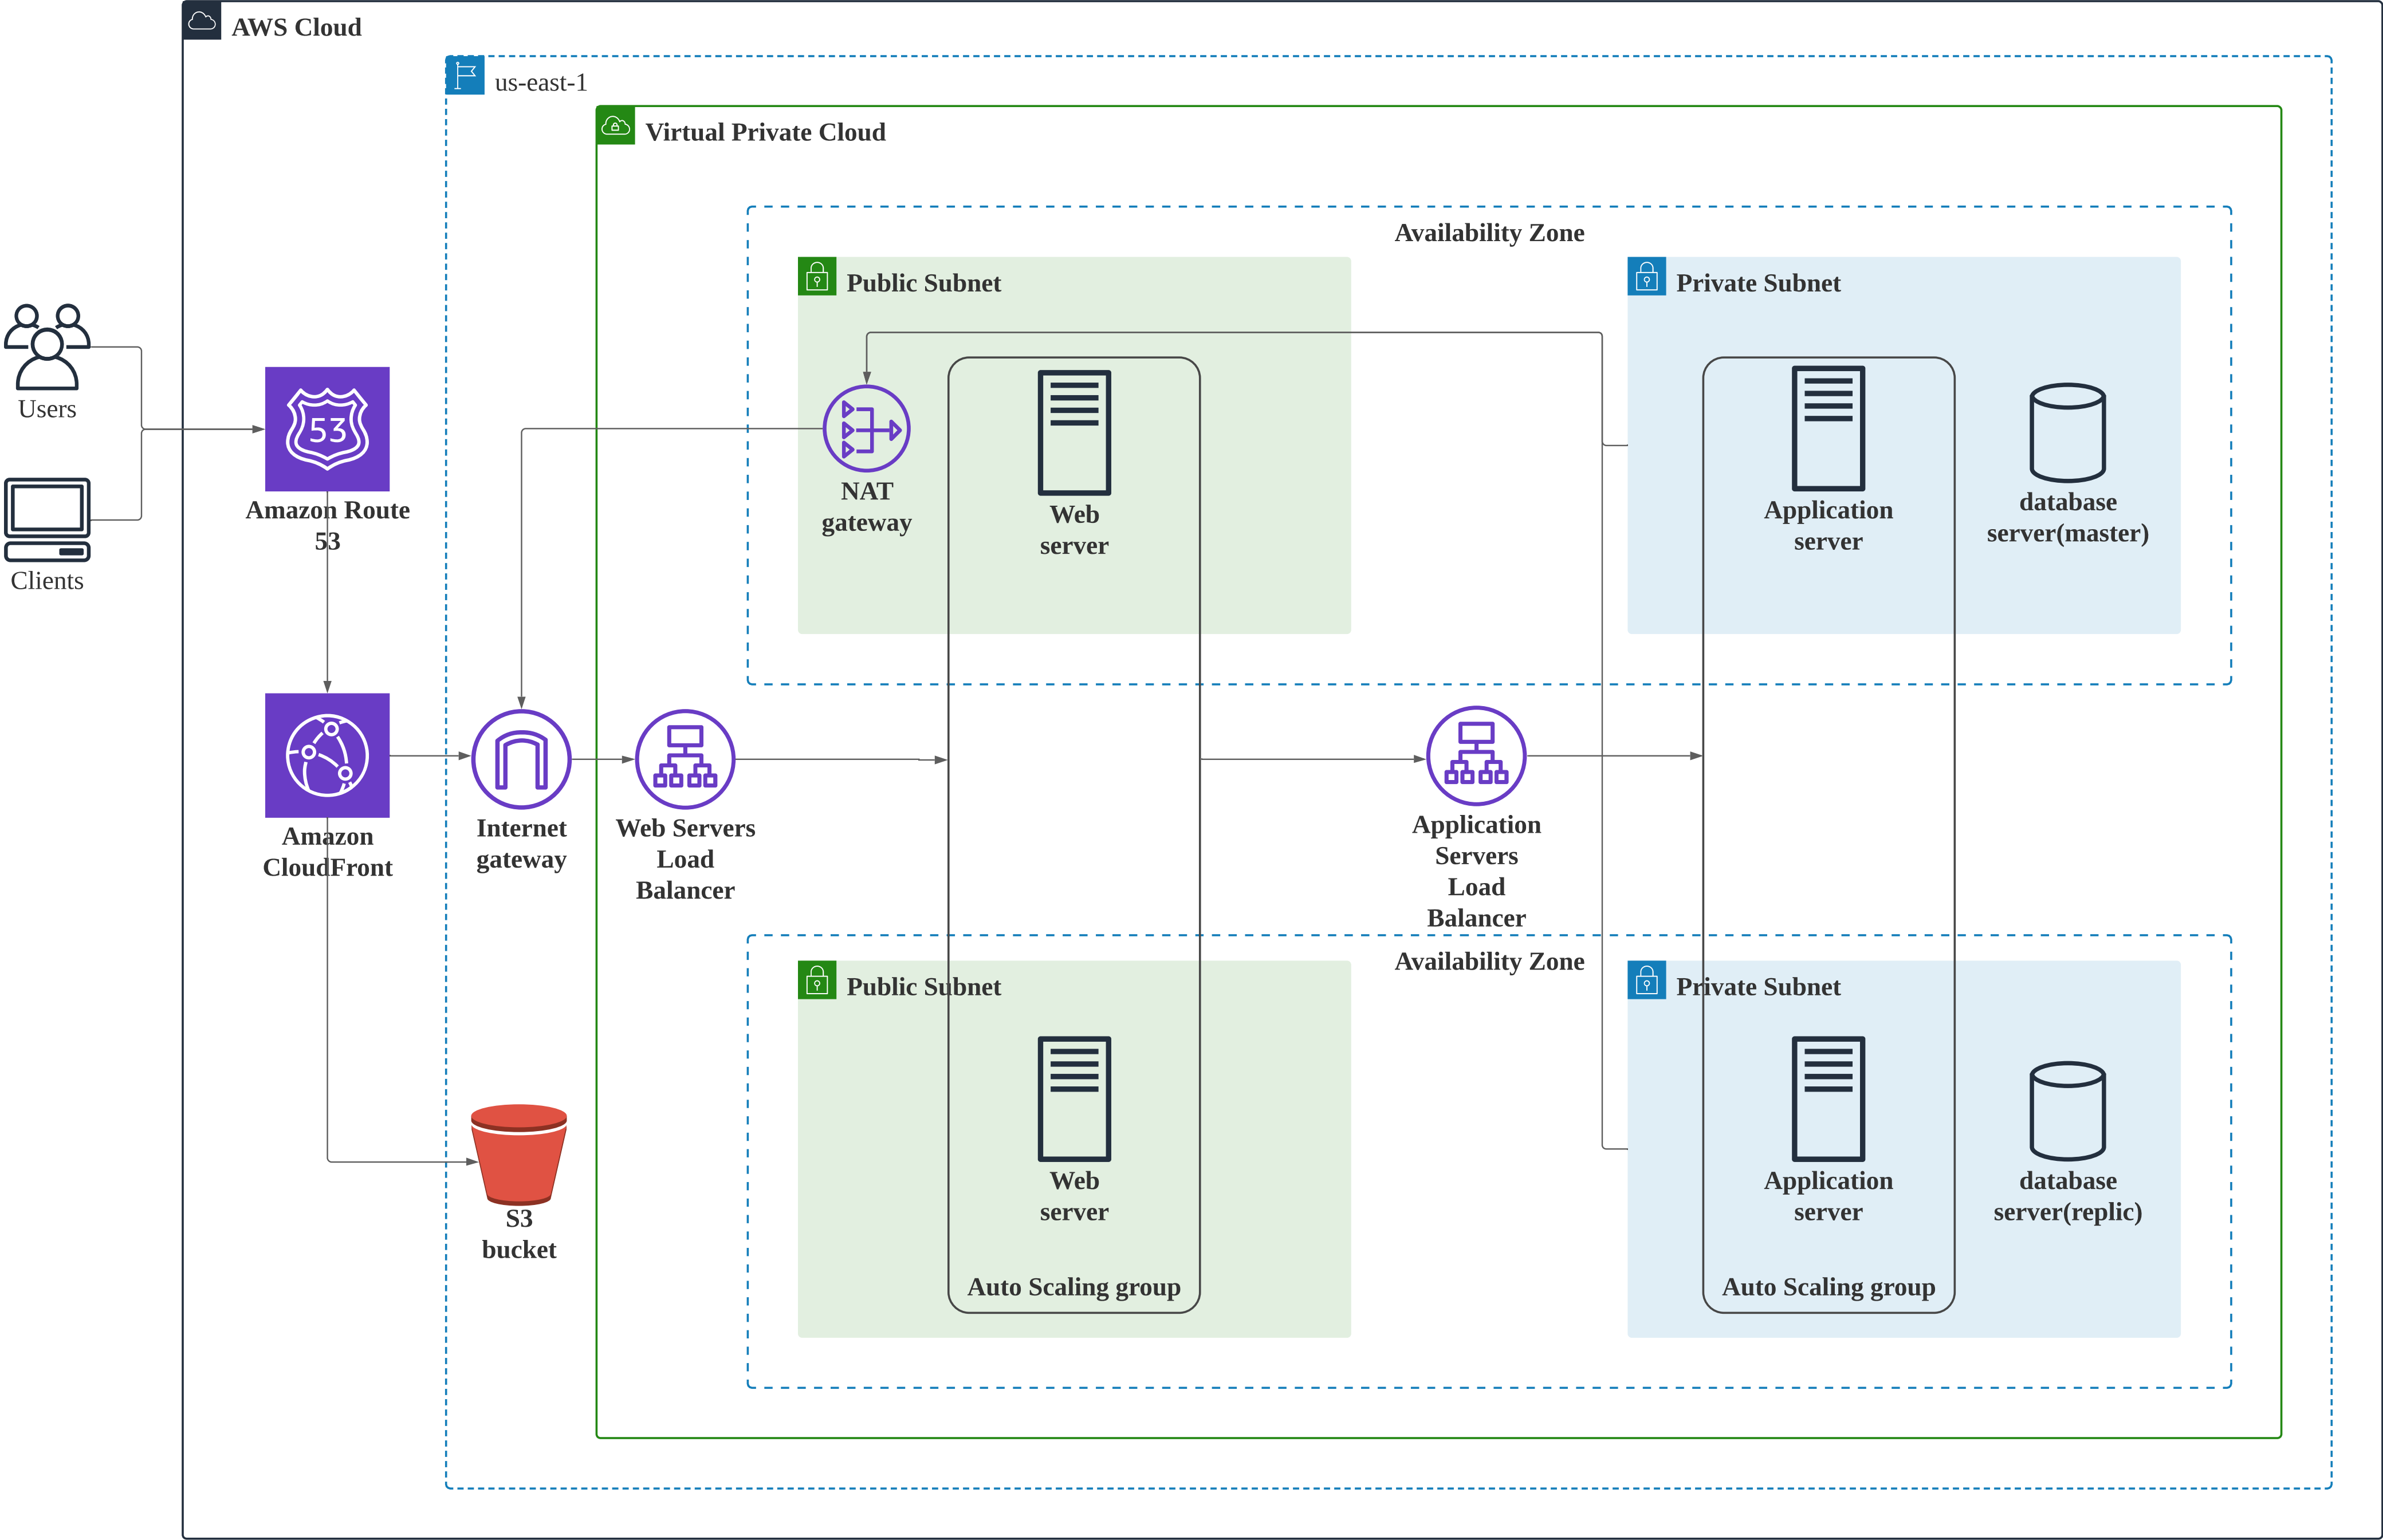 AWS Cloud
us-east-1
Virtual Private Cloud
Availability Zone
Public Subnet
Private Subnet
Users
Clients
53
Amazon Route
53
NAT
gateway
Web
server
Application
server
database
server(master)
Amazon
CloudFront
Internet
gateway
Web Servers
Load
Balancer
Application
Servers
Load
Balancer
Availability Zone
Public Subnet
Private Subnet
S3
bucket
Web
server
Application
server
database
server(replic)
Auto Scaling group
Auto Scaling group